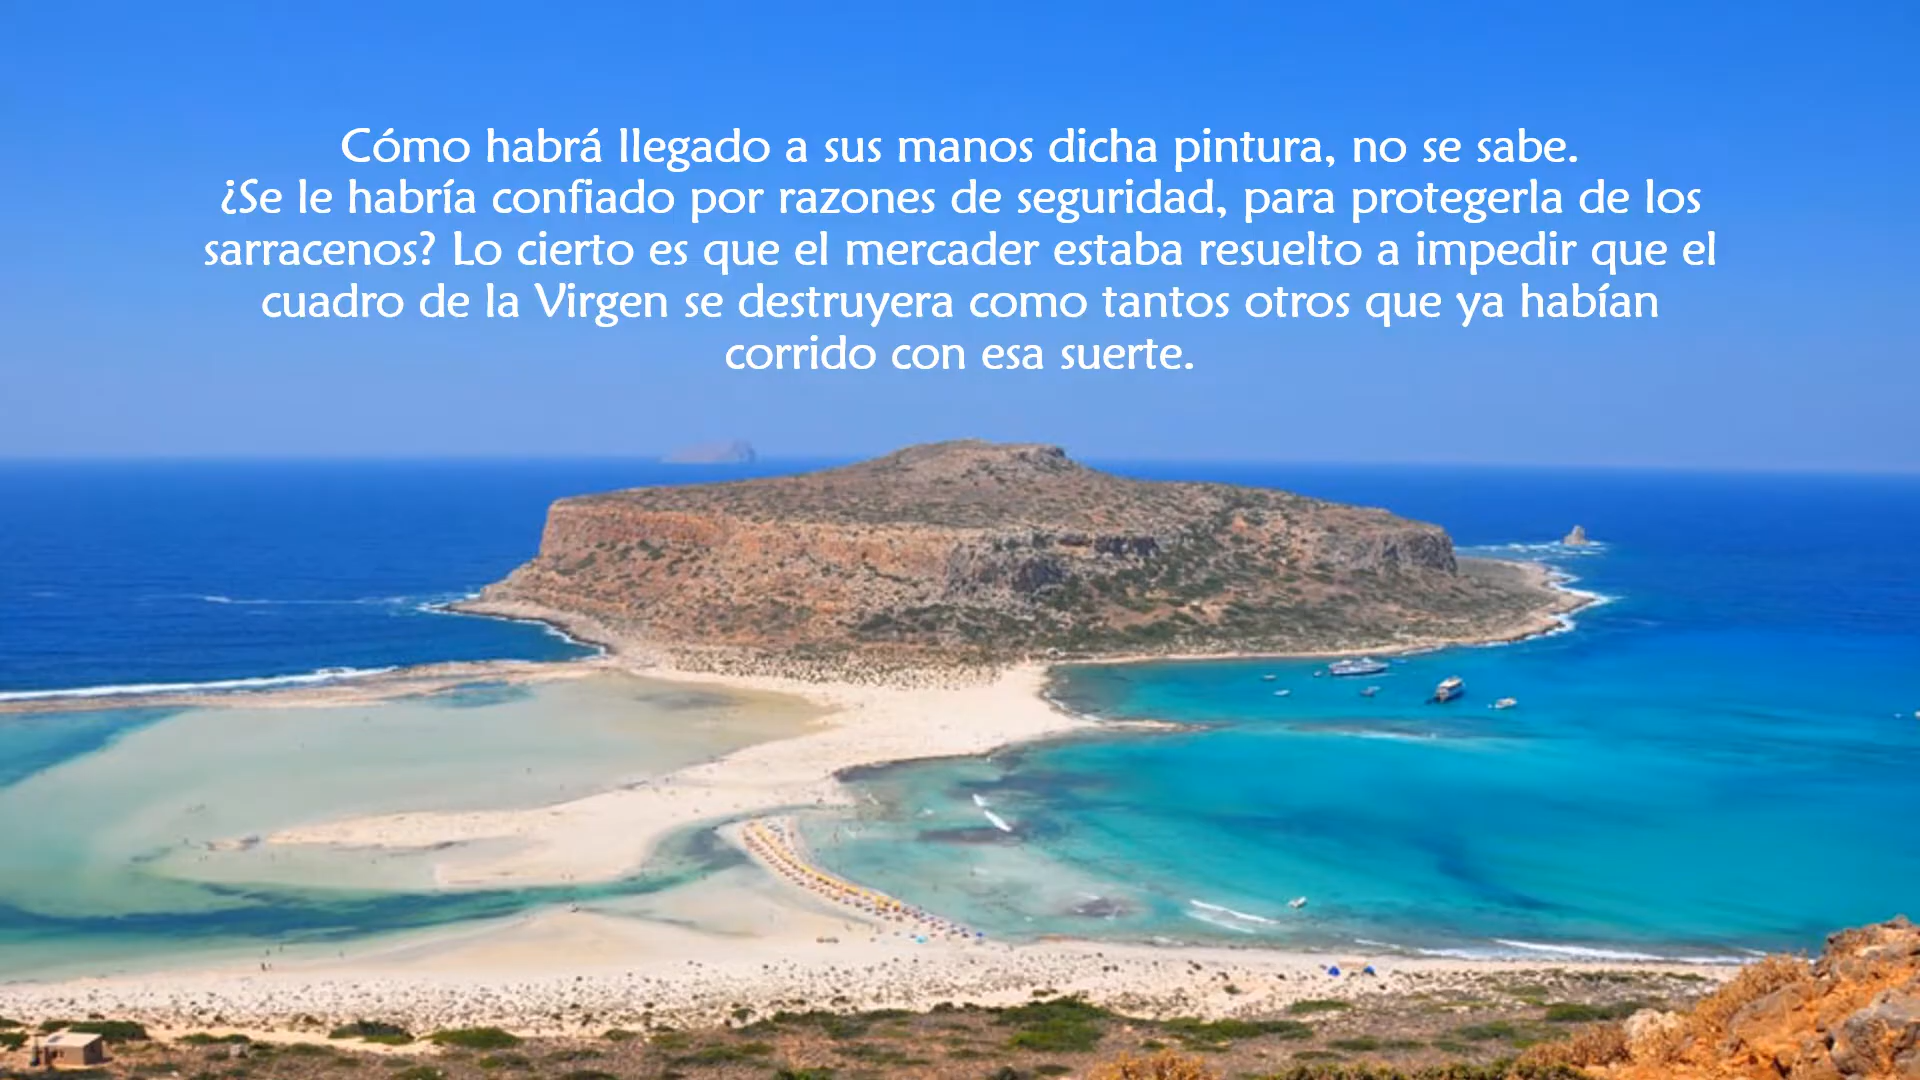 Cómo habrá llegado a sus manos dicha pintura, no se sabe.
¿Se le habría confiado por razones de seguridad, para protegerla de los
sarracenos? Lo cierto es que el mercader estaba resuelto a impedir que el
cuadro de la Virgen se destruyera como tantos otros que ya habían
corrido con esa suerte.